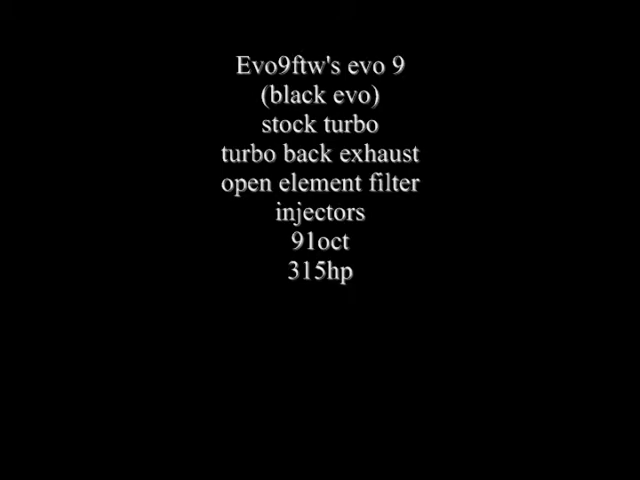 Evo9ftw's evo 9
(black evo)
stock turbo
turbo back exhaust
open element filter
injectors
91oct
315hp